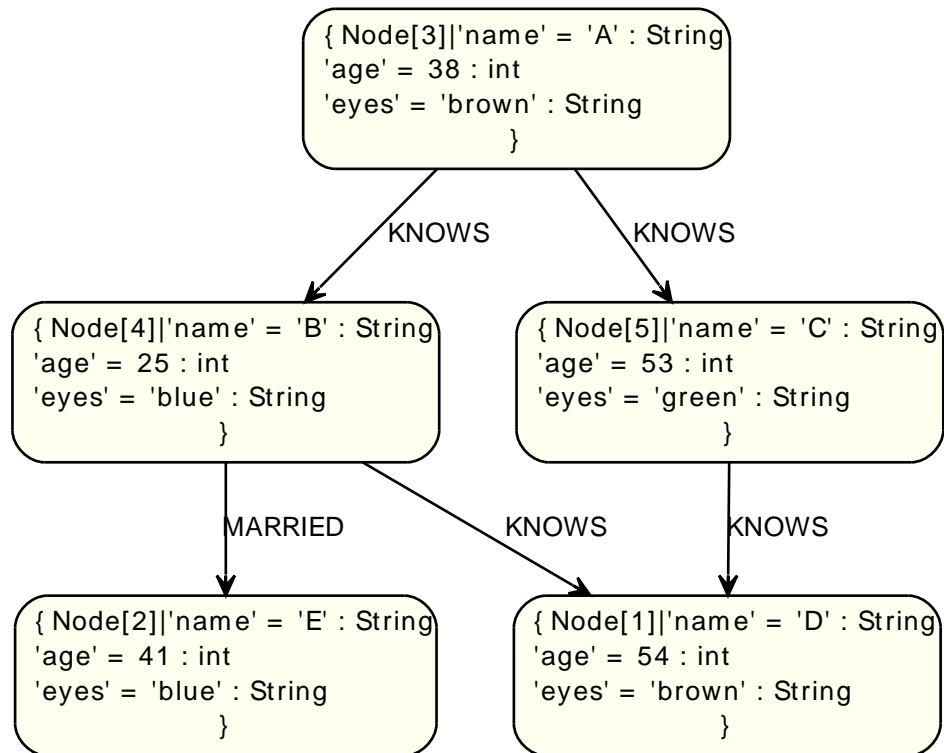 { Node[3]|'name' = 'A' : String
'age' = 38 : int
'eyes' = 'brown' : String
}
KNOWS
KNOWS
{ Node[4]|'name' = 'B' : String
'age' = 25 : int
'eyes' = 'blue' : String
}
{ Node[5]|'name' = 'C' : String
'age' = 53 : int
'eyes' = 'green' : String
}
MARRIED
KNOWS
KNOWS
{ Node[2]|'name' = 'E' : String
'age' = 41 : int
'eyes' = 'blue' : String
}
{ Node[1]|'name' = 'D' : String
'age' = 54 : int
'eyes' = 'brown' : String
}